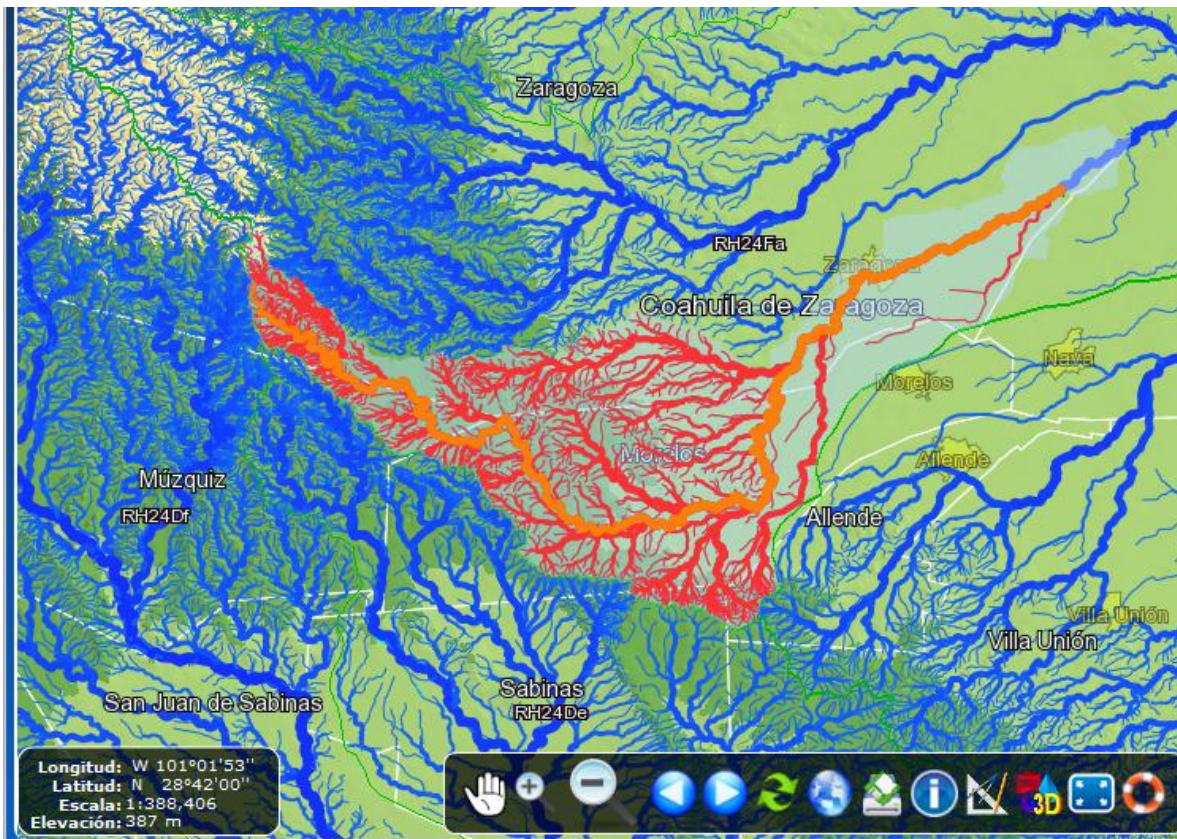 Zaragoza
RH24Fa
Zaragoza
Coahuila de Zaragoza
Nava
Morelos
Morelos
Allende
Múzquiz
RH24Df
Allende
Villa Unión
Villa Unión
Sabinas
San Juan de Sabinas
RH24De
Longitud: W 101°01'53''
Latitud: N 28°42'00''
Escala: 1:388,406
Elevación: 387 m
3D